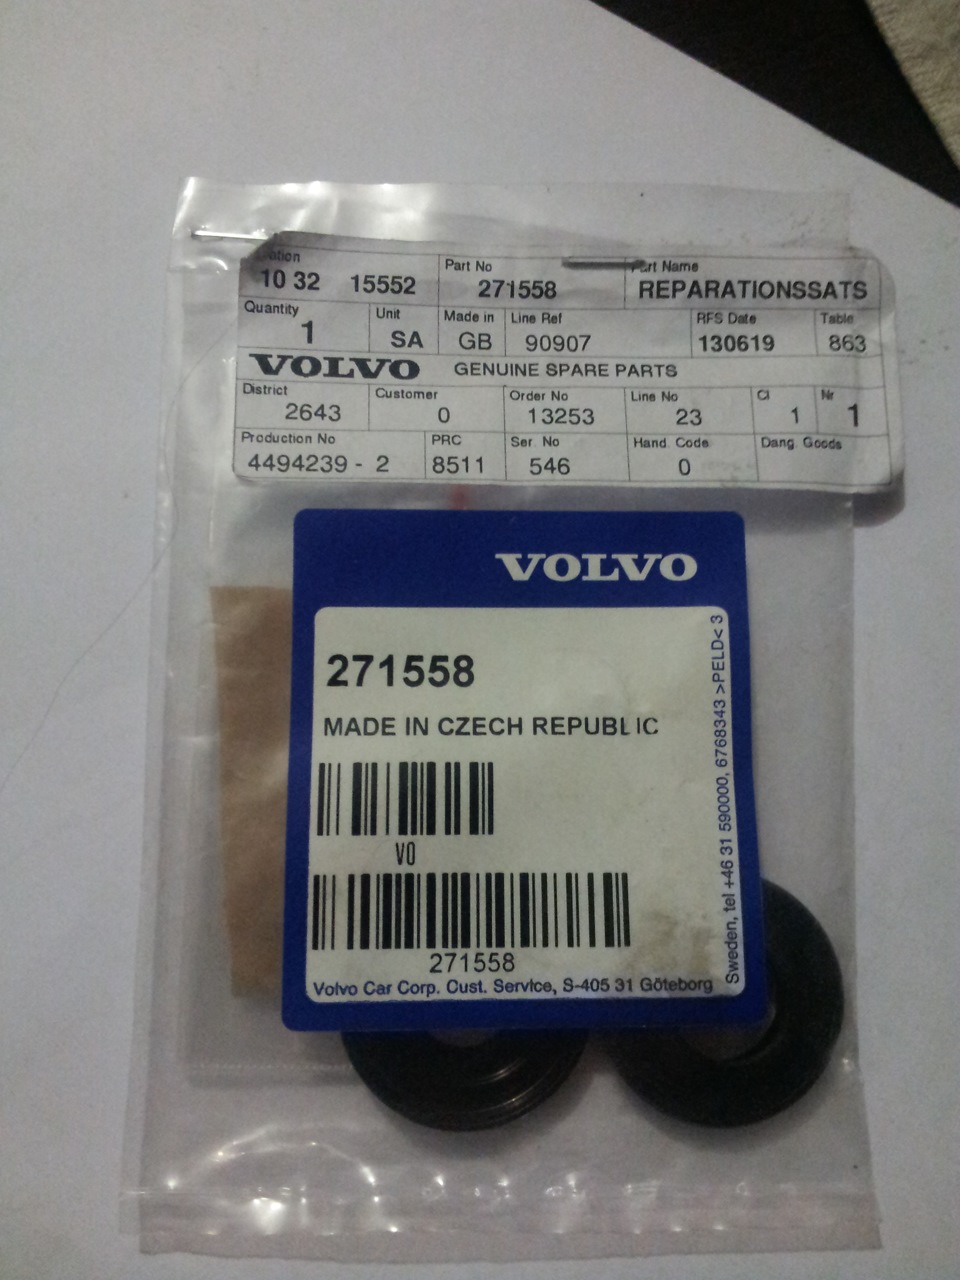 10 32 15552 Part No 271558 Part Name REPARATIONSSATS
Quantity 1 Unit SA Made in GB Line Ref 90907 RFS Date 130619 Table 863
VOLVO GENUINE SPARE PARTS
District 2643 Customer 0 Order No 13253 Line No 23 Cl 1 Nr 1
Production No 4494239 - 2 PRC 8511 Ser. No 546 Hand. Code 0 Dang. Goods
VOLVO
271558
MADE IN CZECH REPUBLIC
VO
271558
Volvo Car Corp. Cust. Service, S-405 31 Göteborg
Sweden, tel +46 31 590000, 6768343 >PELD< 3